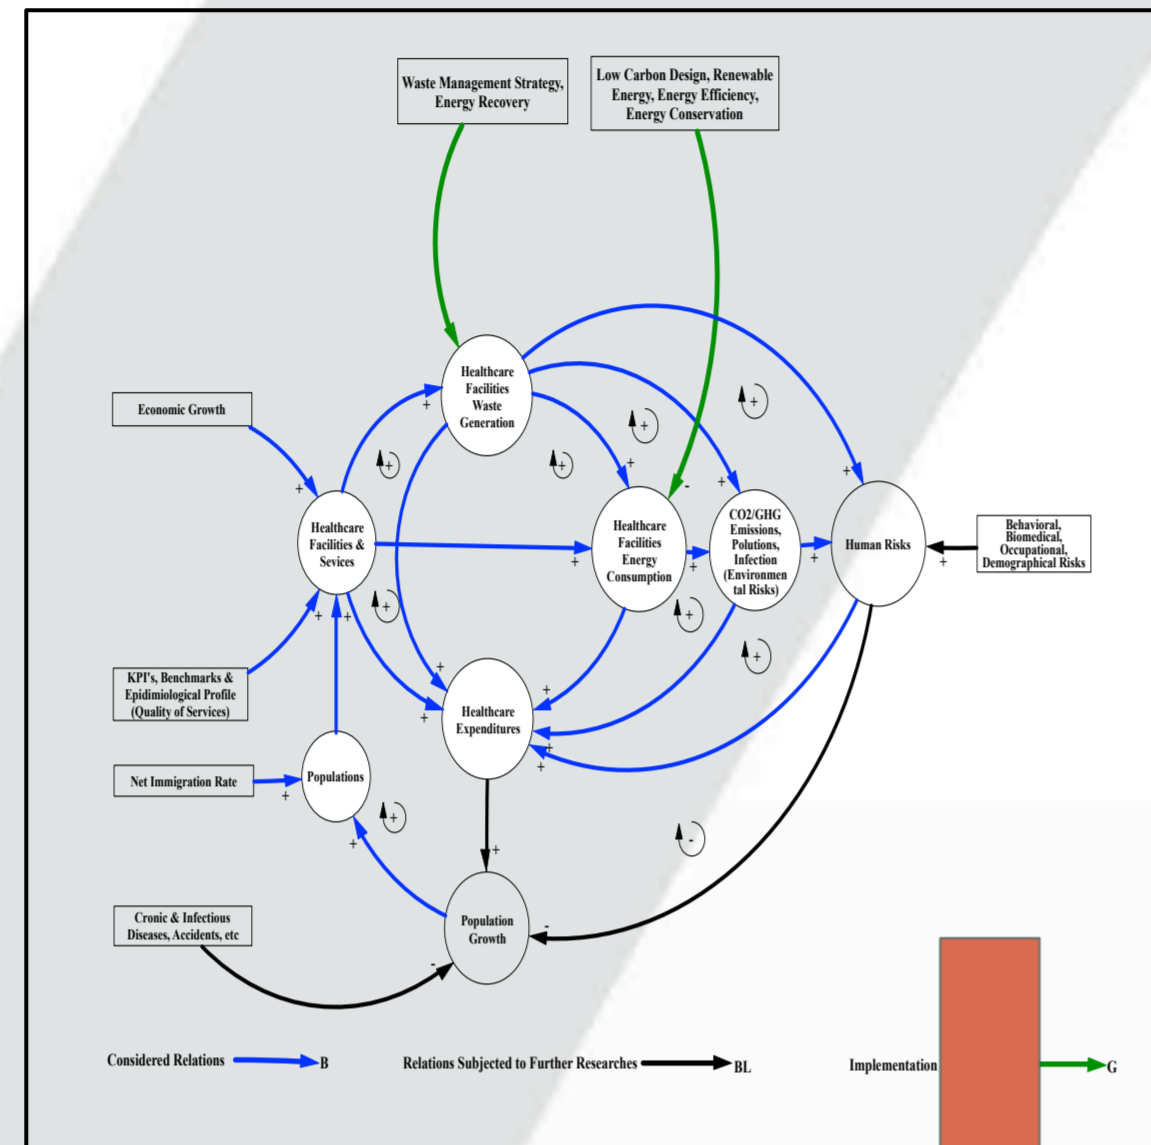 Waste Management Strategy,
Energy Recovery
Low Carbon Design, Renewable
Energy, Energy Efficiency,
Energy Conservation
Healthcare
Facilities
Waste
Generation
Economic Growth
+
+
+
+
+
+
+
-
+
+
Healthcare
Facilities &
Sevices
Healthcare
Facilities
Energy
Consumption
CO2/GHG
Emissions,
Polutions,
Infection
(Environmen
tal Risks)
Human Risks
Behavioral,
Biomedical,
Occupational,
Demographical Risks
+
+
+
+
+
+
+
+
+
KPI's, Benchmarks &
Epidimiological Profile
(Quality of Services)
Healthcare
Expenditures
+
+
+
+
+
Net Immigration Rate
+
Populations
+
+
-
+
Cronic & Infectious
Diseases, Accidents, etc
Population
Growth
-
-
Considered Relations
B
Relations Subjected to Further Researches
BL
Implementation
G